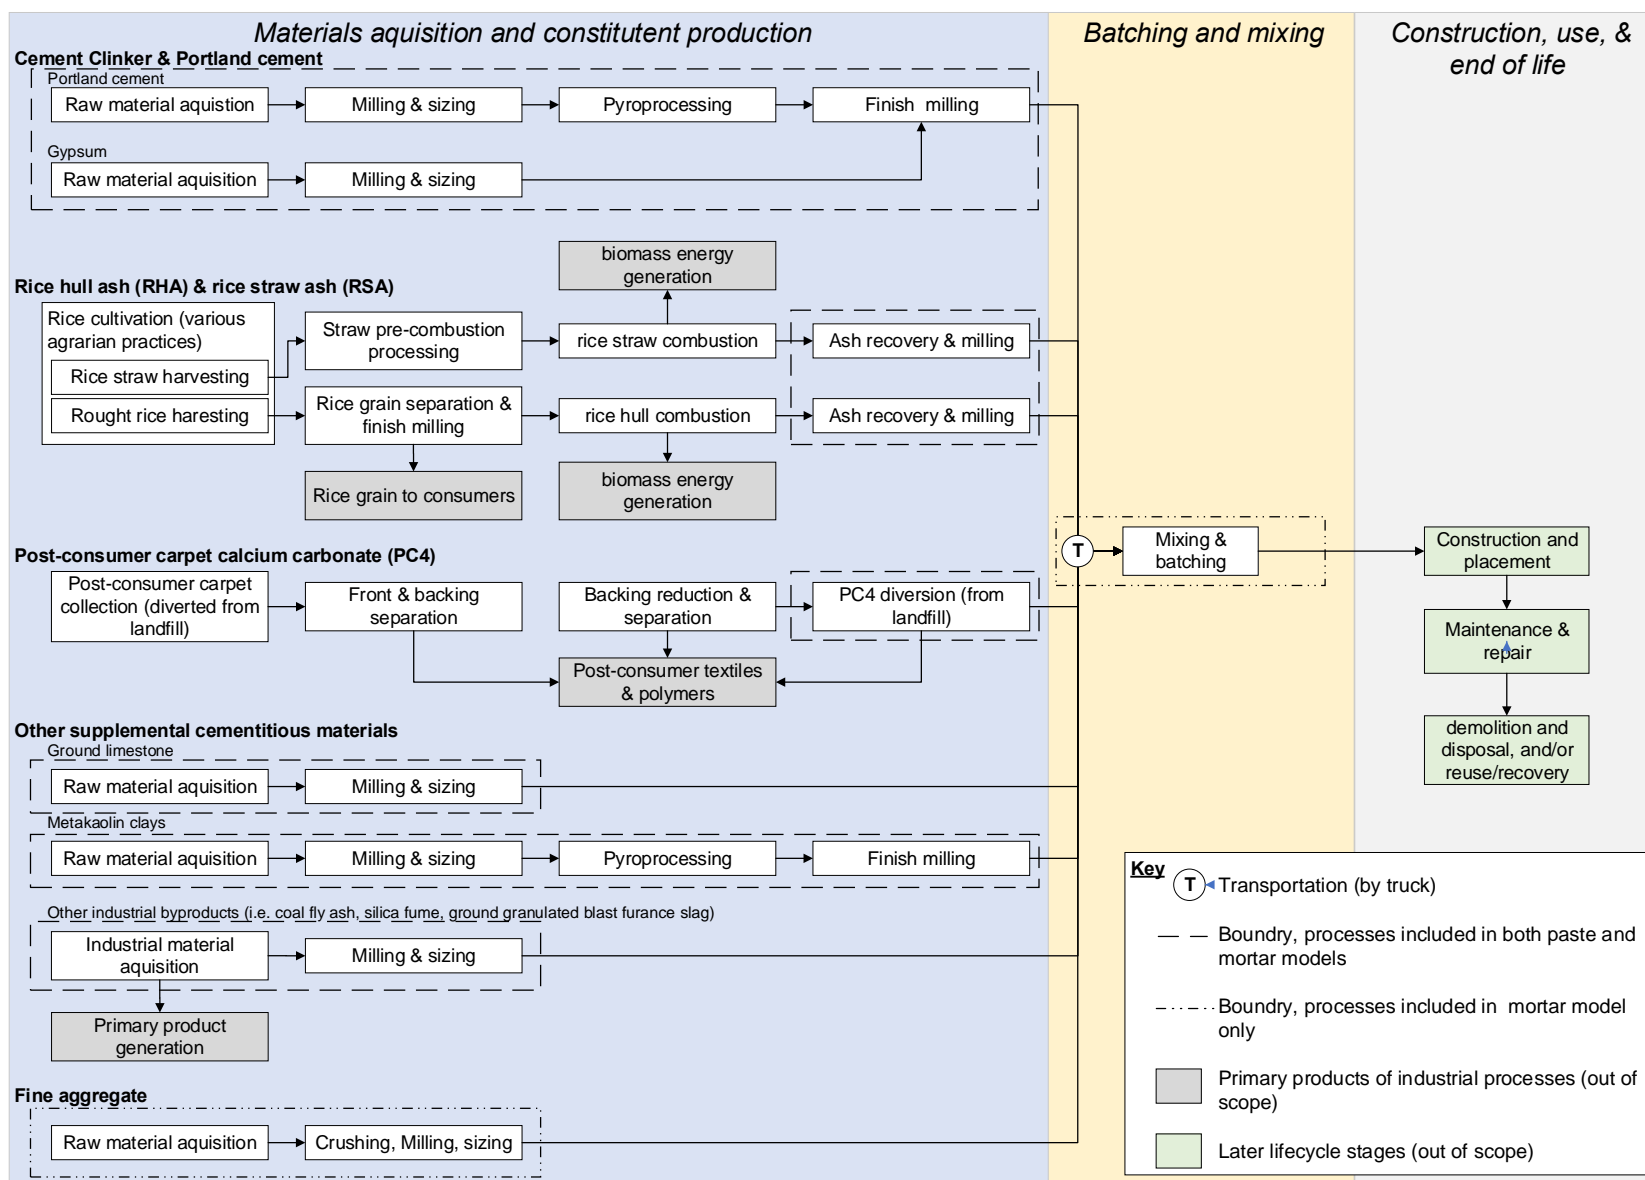 Materials aquisition and constitutent production
Batching and mixing
Construction, use, &
end of life
Cement Clinker & Portland cement
Portland cement
Raw material aquistion
Milling & sizing
Pyroprocessing
Finish milling
Gypsum
Raw material aquisition
Milling & sizing
biomass energy
generation
Rice hull ash (RHA) & rice straw ash (RSA)
Rice cultivation (various
agrarian practices)
Rice straw harvesting
Rought rice haresting
Straw pre-combustion
processing
rice straw combustion
Ash recovery & milling
Rice grain separation &
finish milling
rice hull combustion
Ash recovery & milling
Rice grain to consumers
biomass energy
generation
T
Mixing &
batching
Construction and
placement
Post-consumer carpet calcium carbonate (PC4)
Post-consumer carpet
collection (diverted from
landfill)
Front & backing
separation
Backing reduction &
separation
PC4 diversion (from
landfill)
Maintenance &
repair
Post-consumer textiles
& polymers
demolition and
disposal, and/or
reuse/recovery
Other supplemental cementitious materials
Ground limestone
Raw material aquisition
Milling & sizing
Metakaolin clays
Raw material aquisition
Milling & sizing
Pyroprocessing
Finish milling
Other industrial byproducts (i.e. coal fly ash, silica fume, ground granulated blast furance slag)
Industrial material
aquisition
Milling & sizing
Primary product
generation
Fine aggregate
Raw material aquisition
Crushing, Milling, sizing
Key
T
Transportation (by truck)
Boundry, processes included in both paste and
mortar models
Boundry, processes included in mortar model
only
Primary products of industrial processes (out of
scope)
Later lifecycle stages (out of scope)